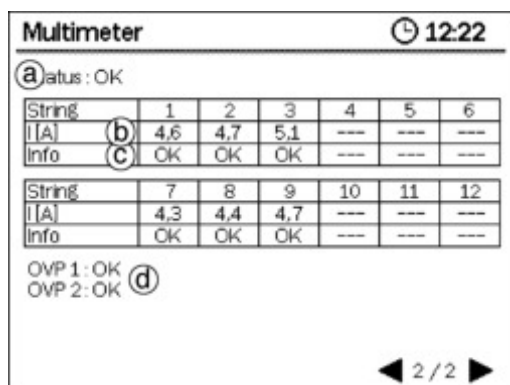 Multimeter 12:22
a atus : OK
String 1 2 3 4 5 6
I [A] b 4,6 4,7 5,1 --- --- ---
Info c OK OK OK --- --- ---
String 7 8 9 10 11 12
I [A] 4,3 4,4 4,7 --- --- ---
Info OK OK OK --- --- ---
OVP 1 : OK
OVP 2 : OK d
2 / 2